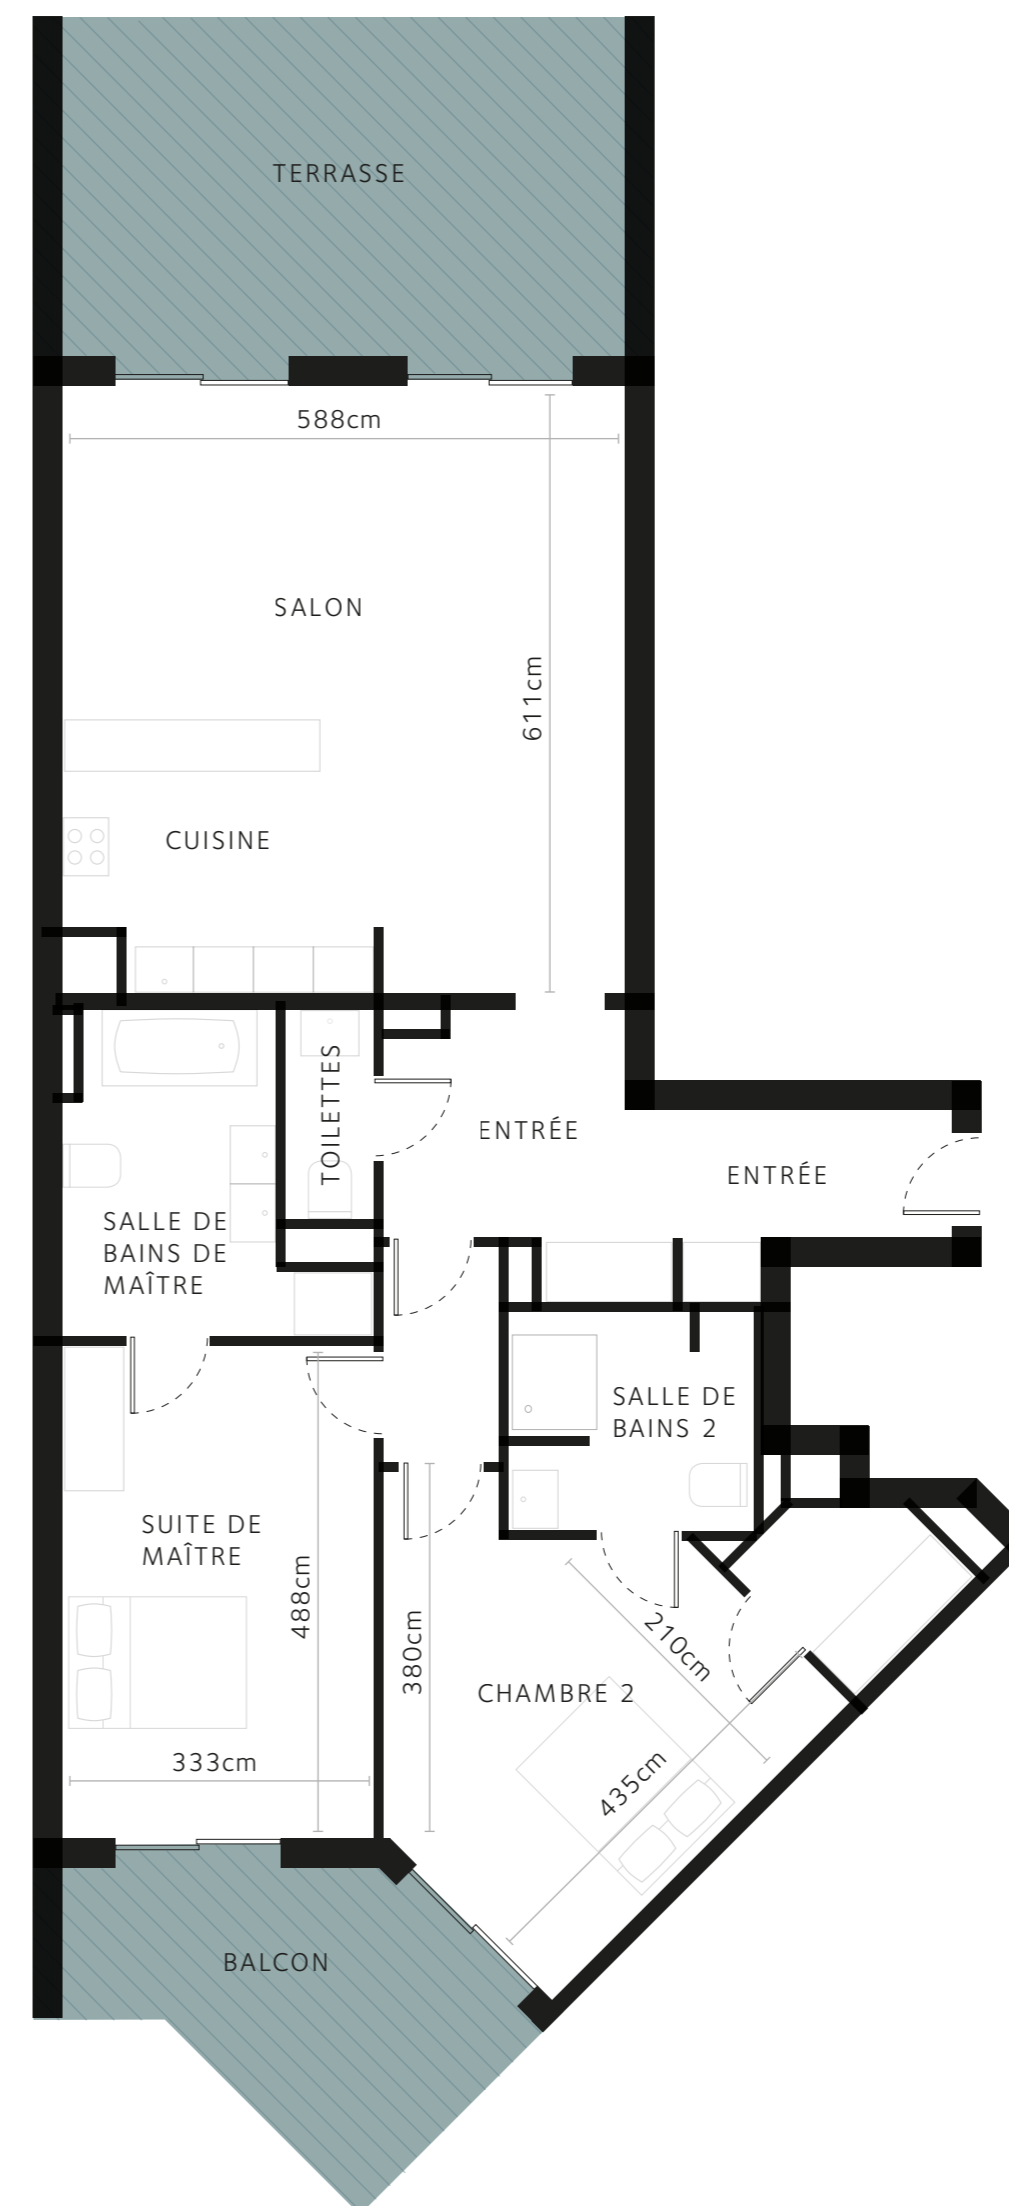 TERRASSE
588cm
SALON
611cm
CUISINE
TOILETTES
ENTRÉE
ENTRÉE
SALLE DE
BAINS DE
MAÎTRE
SALLE DE
BAINS 2
SUITE DE
MAÎTRE
488cm
380cm
210cm
CHAMBRE 2
333cm
435cm
BALCON